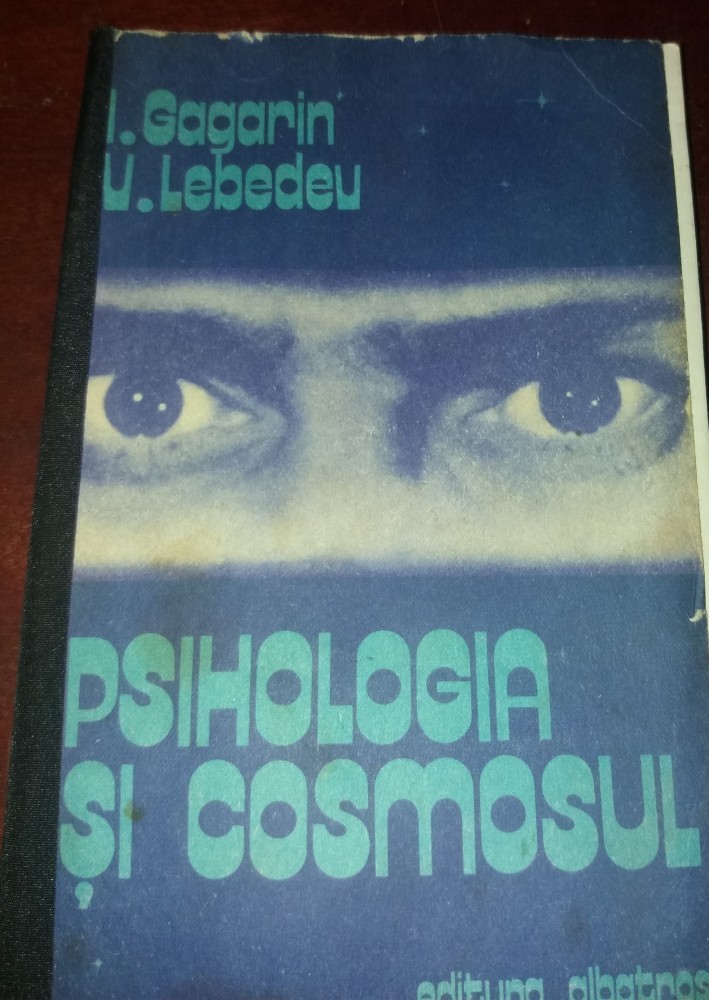 I. Gagarin
V. Lebedev
PSIHOLOGIA
ȘI COSMOSUL
editura albatros